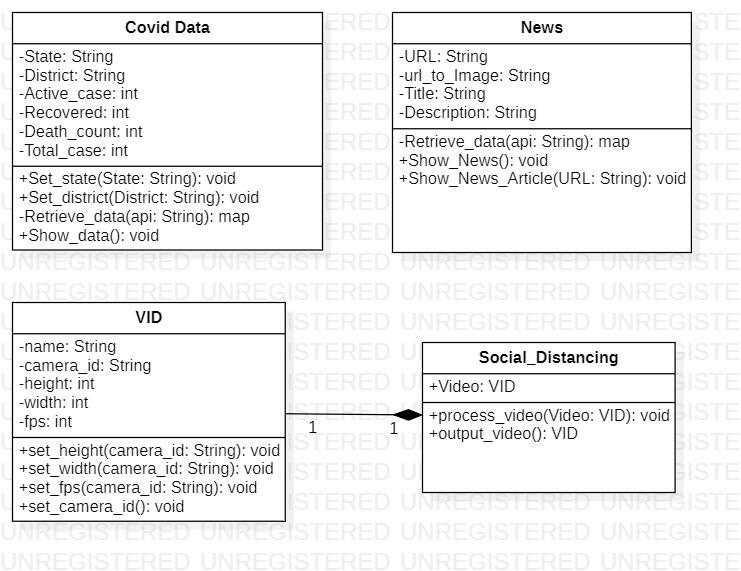 Covid Data
-State: String
-District: String
-Active_case: int
-Recovered: int
-Death_count: int
-Total_case: int
+Set_state(State: String): void
+Set_district(District: String): void
-Retrieve_data(api: String): map
+Show_data(): void
News
-URL: String
-url_to_Image: String
-Title: String
-Description: String
-Retrieve_data(api: String): map
+Show_News(): void
+Show_News_Article(URL: String): void
VID
-name: String
-camera_id: String
-height: int
-width: int
-fps: int
+set_height(camera_id: String): void
+set_width(camera_id: String): void
+set_fps(camera_id: String): void
+set_camera_id(): void
1
1
Social_Distancing
+Video: VID
+process_video(Video: VID): void
+output_video(): VID
UNREGISTERED UNREGISTERED UNREGISTERED UNREGISTERED